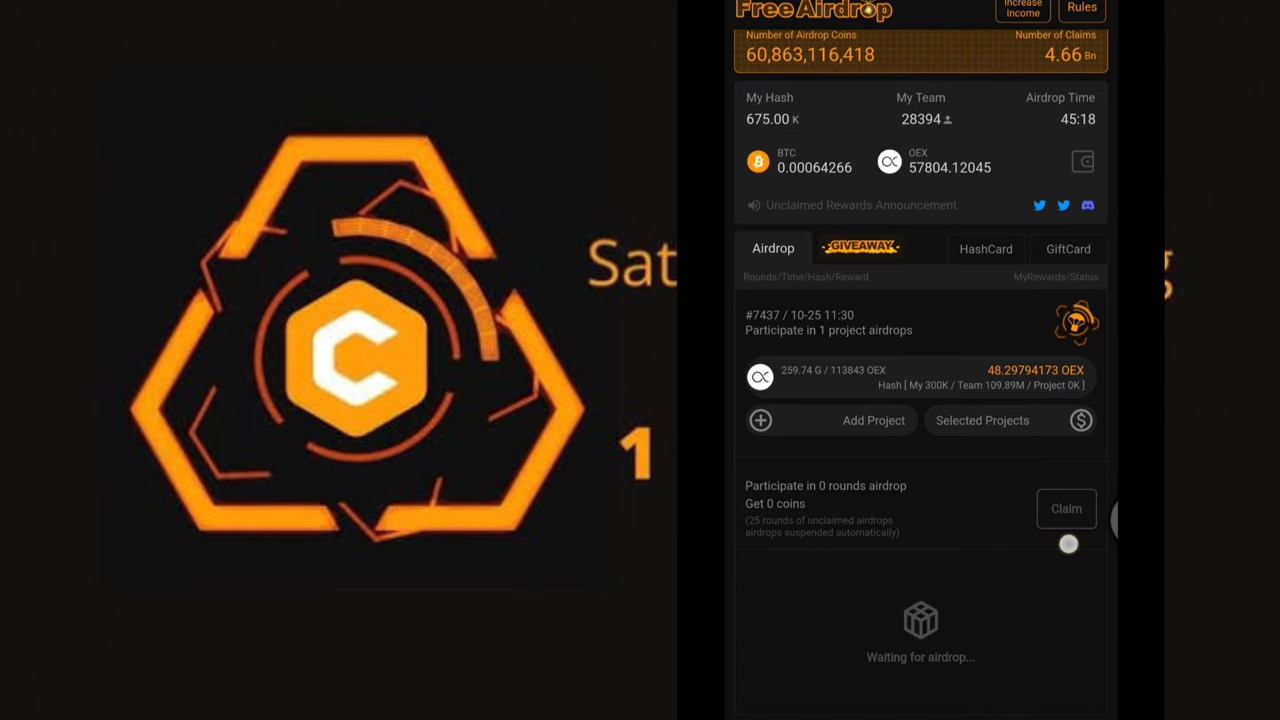 Free Airdrop
Increase
Income
Rules
Number of Airdrop Coins
Number of Claims
60,863,116,418
4.66 Bn
My Hash
My Team
Airdrop Time
675.00 K
28394
45:18
BTC
0.00064266
OEX
57804.12045
Unclaimed Rewards Announcement
Airdrop
GIVEAWAY
HashCard
GiftCard
Rounds/Time/Hash/Reward
MyRewards/Status
#7437 / 10-25 11:30
Participate in 1 project airdrops
259.74 G / 113843 OEX
48.29794173 OEX
Hash [ My 300K / Team 109.89M / Project 0K ]
Add Project
Selected Projects
Participate in 0 rounds airdrop
Get 0 coins
(25 rounds of unclaimed airdrops
airdrops suspended automatically)
Claim
Waiting for airdrop...
Sat
1